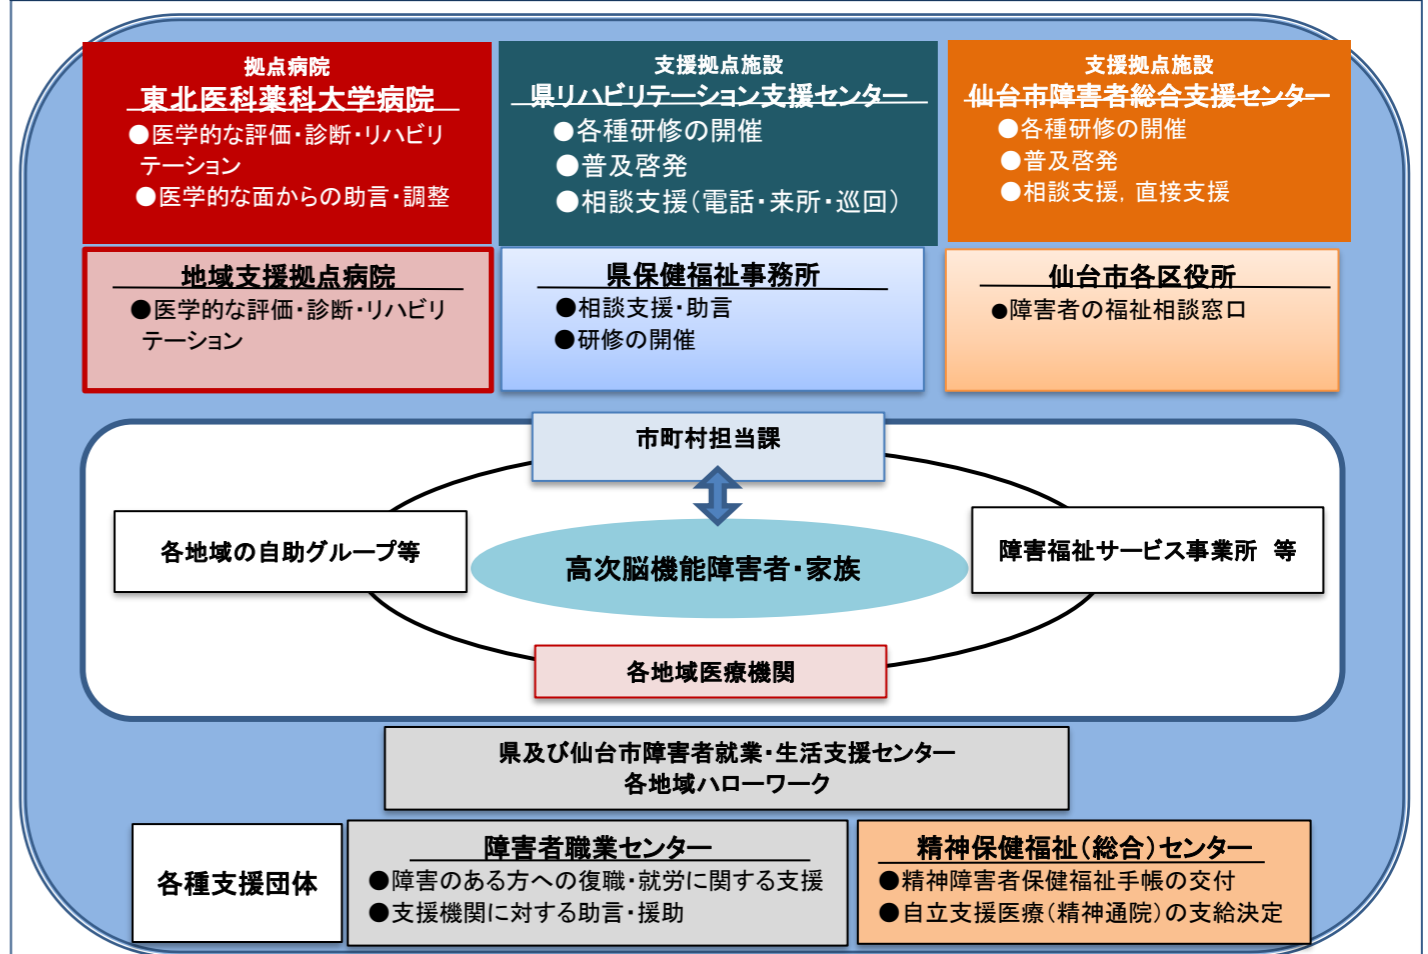 拠点病院
東北医科薬科大学病院
●医学的な評価・診断・リハビリ
テーション
●医学的な面からの助言・調整
支援拠点施設
県リハビリテーション支援センター
●各種研修の開催
●普及啓発
●相談支援（電話・来所・巡回）
支援拠点施設
仙台市障害者総合支援センター
●各種研修の開催
●普及啓発
●相談支援，直接支援
地域支援拠点病院
●医学的な評価・診断・リハビリ
テーション
県保健福祉事務所
●相談支援・助言
●研修の開催
仙台市各区役所
●障害者の福祉相談窓口
市町村担当課
各地域の自助グループ等
高次脳機能障害者・家族
障害福祉サービス事業所　等
各地域医療機関
県及び仙台市障害者就業・生活支援センター
各地域ハローワーク
各種支援団体
障害者職業センター
●障害のある方への復職・就労に関する支援
●支援機関に対する助言・援助
精神保健福祉（総合）センター
●精神障害者保健福祉手帳の交付
●自立支援医療（精神通院）の支給決定